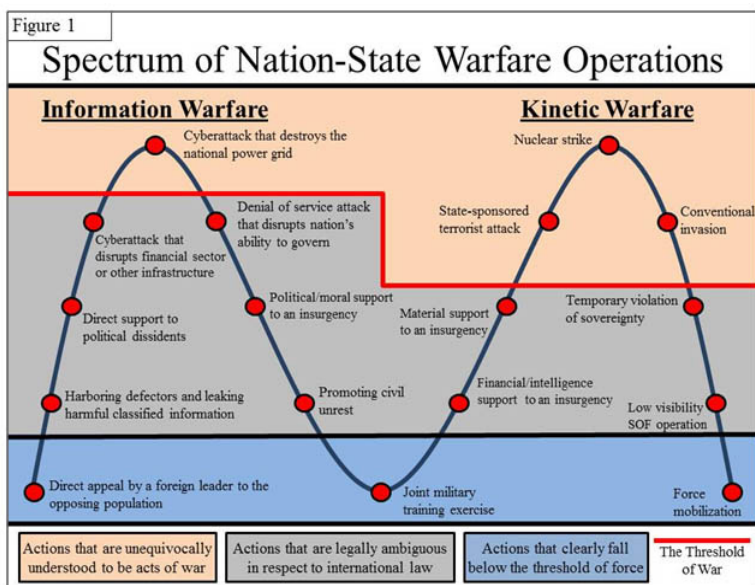 Figure 1
Spectrum of Nation-State Warfare Operations
Information Warfare
Kinetic Warfare
Cyberattack that destroys the
national power grid
Nuclear strike
Denial of service attack
that disrupts nation's
ability to govern
State-sponsored
terrorist attack
Conventional
invasion
Cyberattack that
disrupts financial sector
or other infrastructure
Direct support to
political dissidents
Political/moral support
to an insurgency
Material support
to an insurgency
Temporary violation
of sovereignty
Harboring defectors and leaking
harmful classified information
Promoting civil
unrest
Financial/intelligence
support to an insurgency
Low visibility
SOF operation
Direct appeal by a foreign leader to the
opposing population
Joint military
training exercise
Force
mobilization
Actions that are unequivocally
understood to be acts of war
Actions that are legally ambiguous
in respect to international law
Actions that clearly fall
below the threshold of force
The Threshold
of War